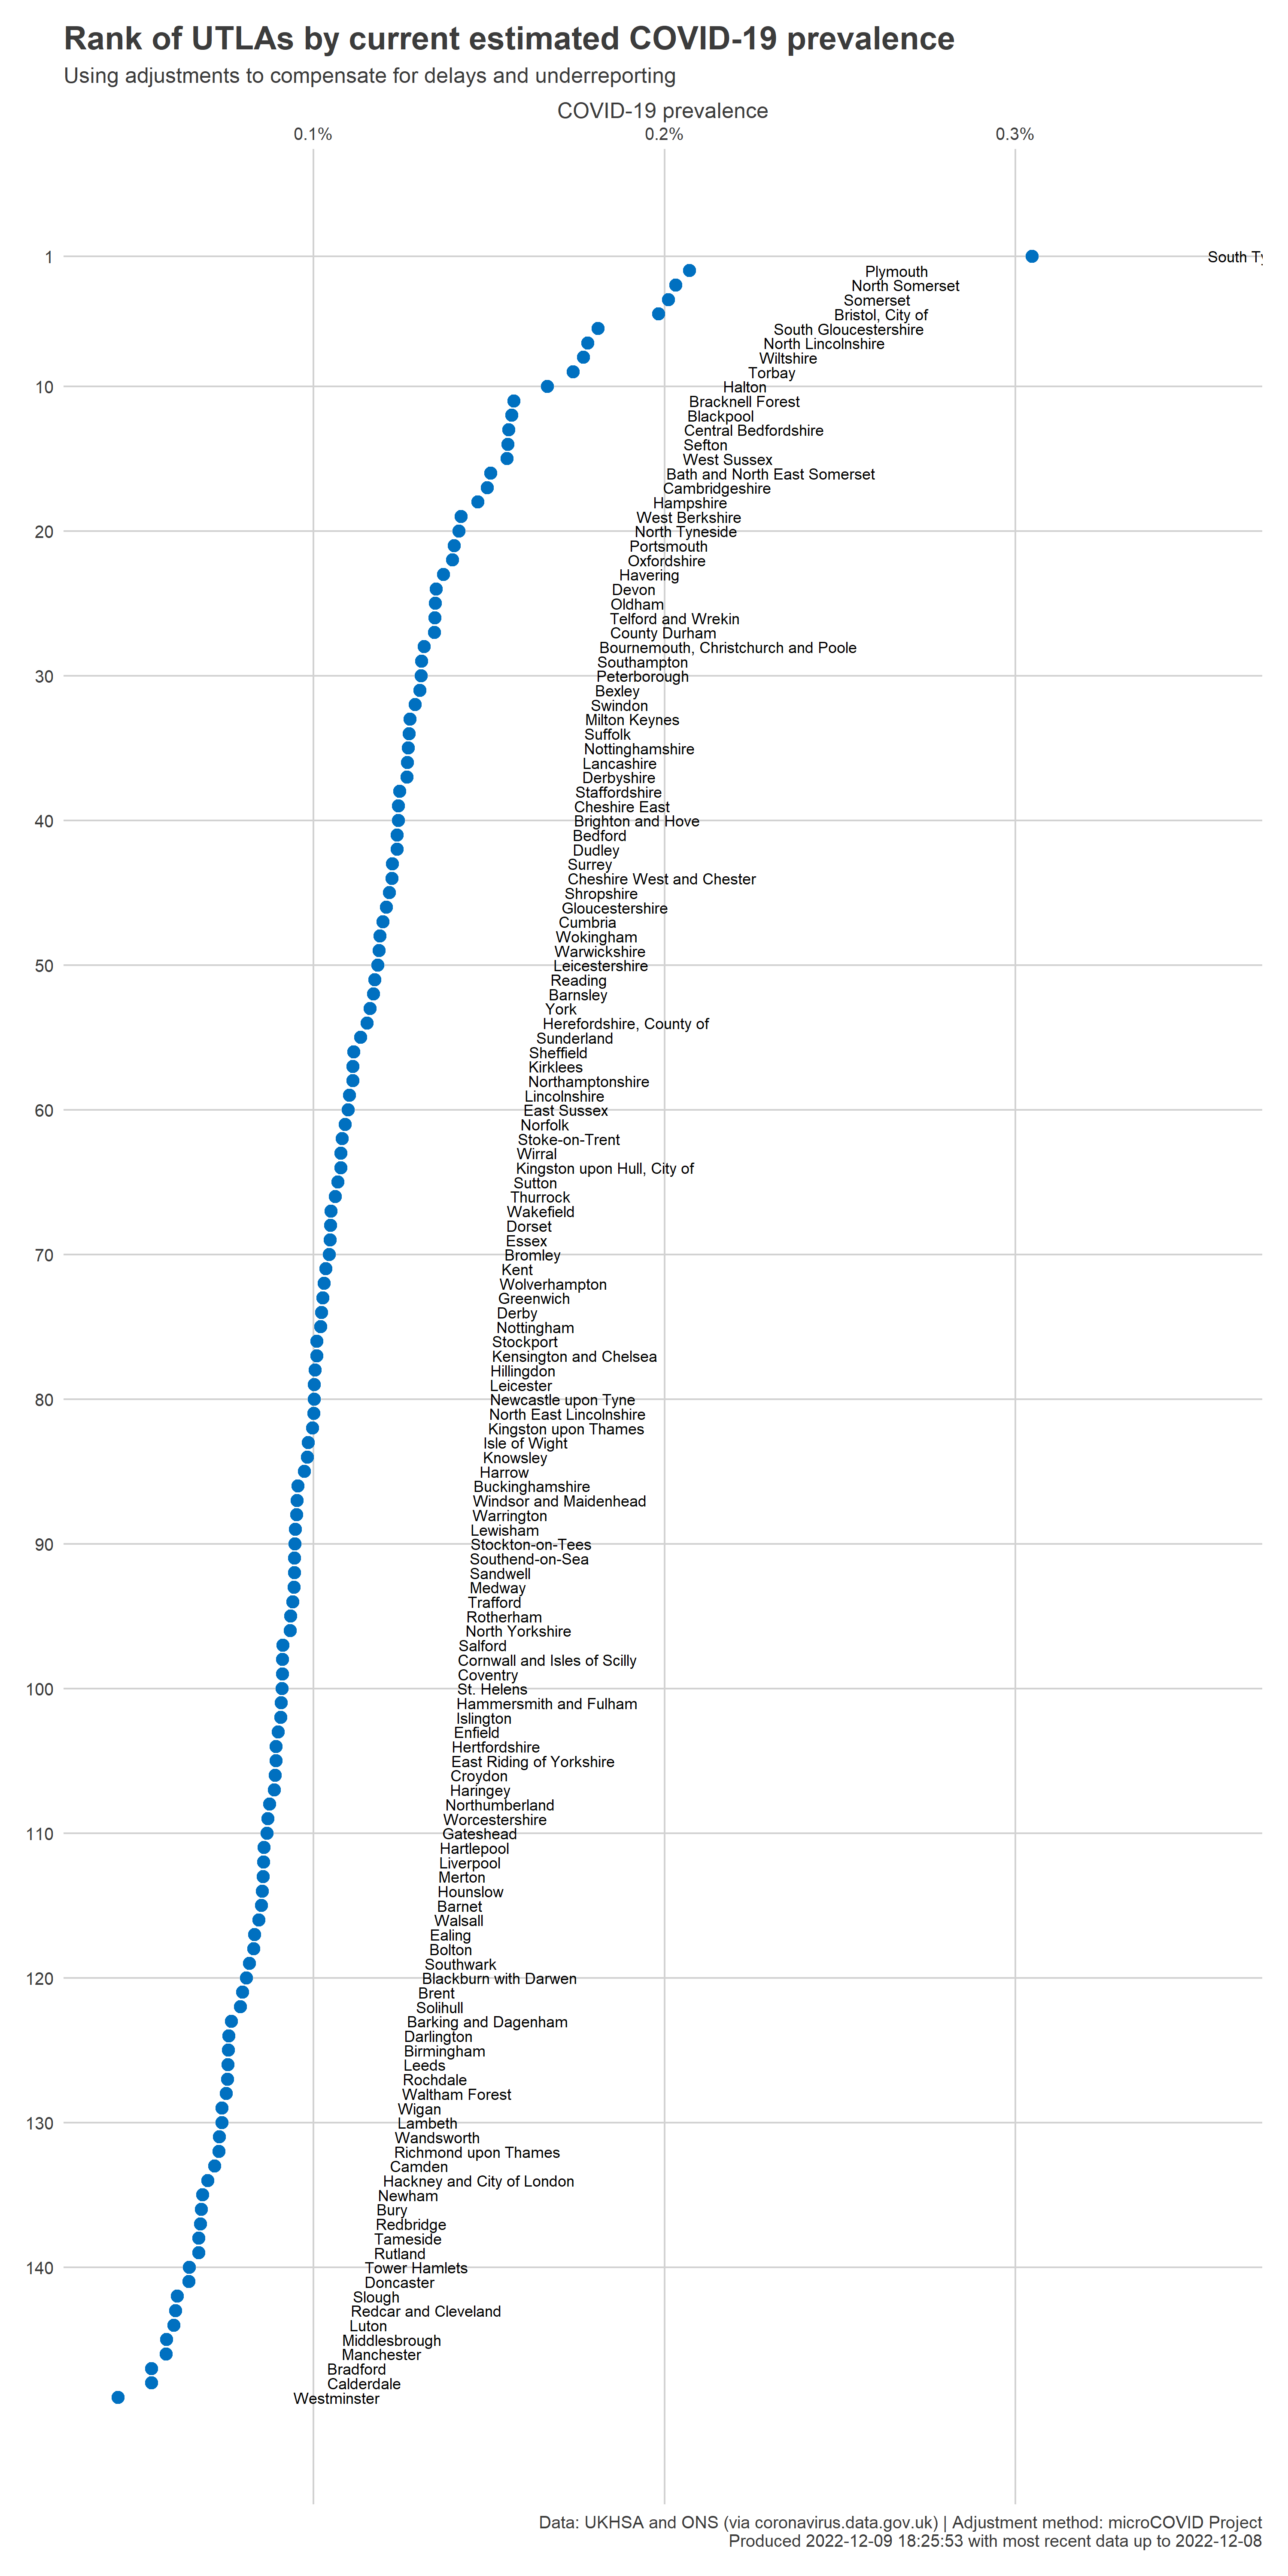 Rank of UTLAs by current estimated COVID-19 prevalence
Using adjustments to compensate for delays and underreporting
COVID-19 prevalence
0.1%
0.2%
0.3%
1
South Ty
Plymouth
North Somerset
Somerset
Bristol, City of
South Gloucestershire
North Lincolnshire
Wiltshire
Torbay
10
Halton
Bracknell Forest
Blackpool
Central Bedfordshire
Sefton
West Sussex
Bath and North East Somerset
Cambridgeshire
Hampshire
West Berkshire
20
North Tyneside
Portsmouth
Oxfordshire
Havering
Devon
Oldham
Telford and Wrekin
County Durham
Bournemouth, Christchurch and Poole
Southampton
30
Peterborough
Bexley
Swindon
Milton Keynes
Suffolk
Nottinghamshire
Lancashire
Derbyshire
Staffordshire
Cheshire East
40
Brighton and Hove
Bedford
Dudley
Surrey
Cheshire West and Chester
Shropshire
Gloucestershire
Cumbria
Wokingham
Warwickshire
50
Leicestershire
Reading
Barnsley
York
Herefordshire, County of
Sunderland
Sheffield
Kirklees
Northamptonshire
Lincolnshire
60
East Sussex
Norfolk
Stoke-on-Trent
Wirral
Kingston upon Hull, City of
Sutton
Thurrock
Wakefield
Dorset
Essex
70
Bromley
Kent
Wolverhampton
Greenwich
Derby
Nottingham
Stockport
Kensington and Chelsea
Hillingdon
Leicester
80
Newcastle upon Tyne
North East Lincolnshire
Kingston upon Thames
Isle of Wight
Knowsley
Harrow
Buckinghamshire
Windsor and Maidenhead
Warrington
Lewisham
90
Stockton-on-Tees
Southend-on-Sea
Sandwell
Medway
Trafford
Rotherham
North Yorkshire
Salford
Cornwall and Isles of Scilly
Coventry
100
St. Helens
Hammersmith and Fulham
Islington
Enfield
Hertfordshire
East Riding of Yorkshire
Croydon
Haringey
Northumberland
Worcestershire
110
Gateshead
Hartlepool
Liverpool
Merton
Hounslow
Barnet
Walsall
Ealing
Bolton
Southwark
120
Blackburn with Darwen
Brent
Solihull
Barking and Dagenham
Darlington
Birmingham
Leeds
Rochdale
Waltham Forest
Wigan
130
Lambeth
Wandsworth
Richmond upon Thames
Camden
Hackney and City of London
Newham
Bury
Redbridge
Tameside
Rutland
140
Tower Hamlets
Doncaster
Slough
Redcar and Cleveland
Luton
Middlesbrough
Manchester
Bradford
Calderdale
Westminster
Data: UKHSA and ONS (via coronavirus.data.gov.uk) | Adjustment method: microCOVID Project
Produced 2022-12-09 18:25:53 with most recent data up to 2022-12-08